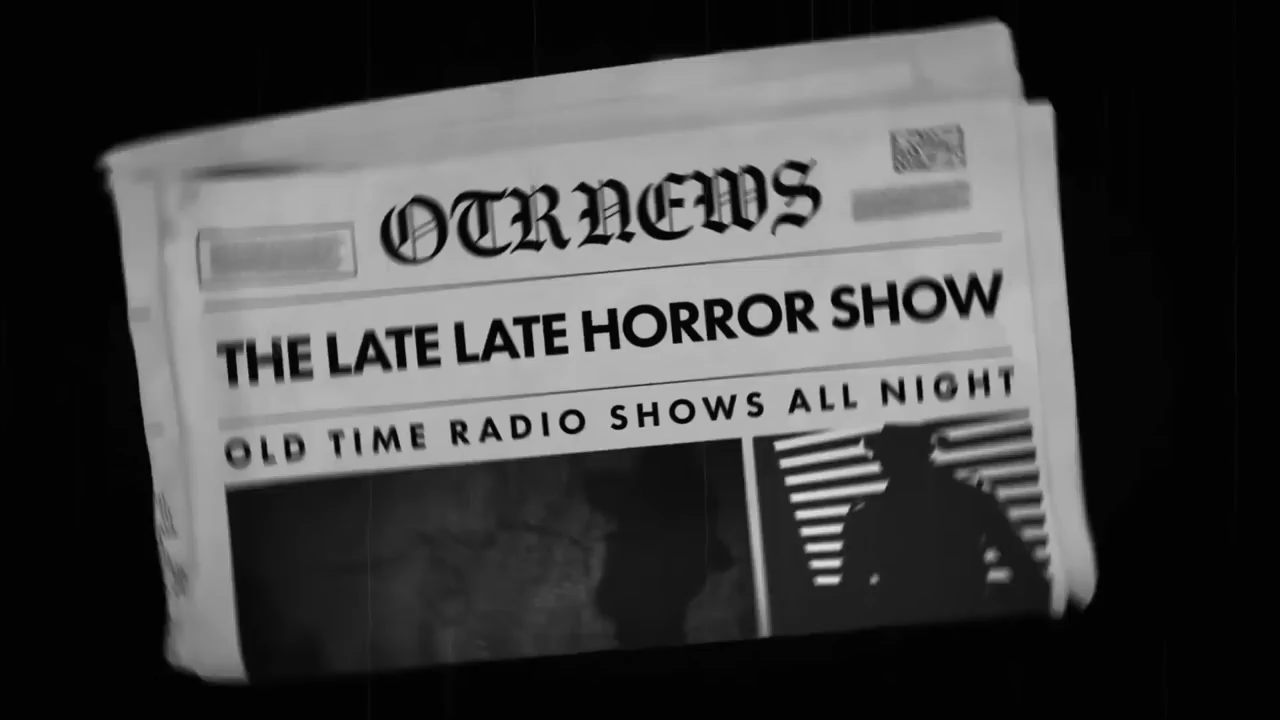 OTRNEWS
THE LATE LATE HORROR SHOW
OLD TIME RADIO SHOWS ALL NIGHT